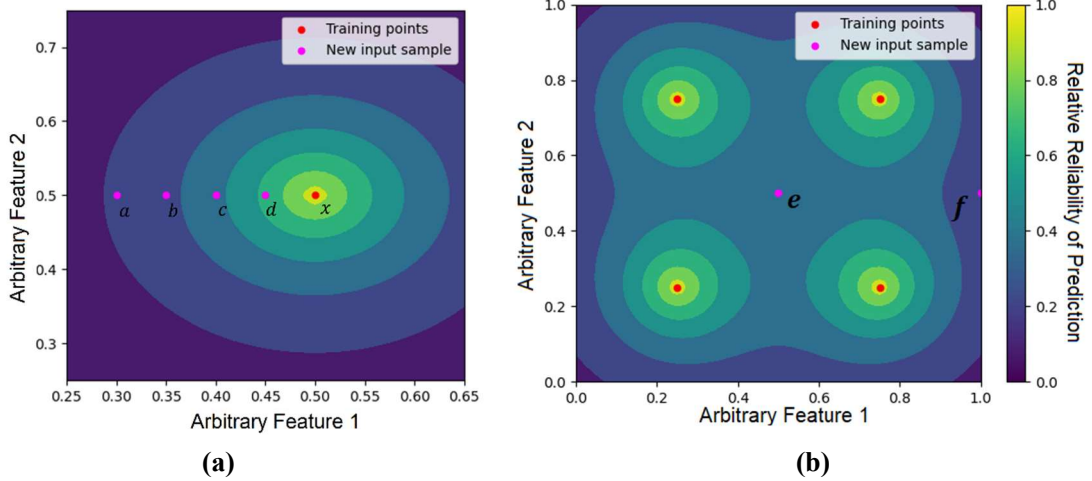 Training points
New input sample
0.7
0.6
0.5
0.4
0.3
Arbitrary Feature 2
a
b
c
d
x
0.25
0.30
0.35
0.40
0.45
0.50
0.55
0.60
0.65
Arbitrary Feature 1
(a)
Training points
New input sample
1.0
0.8
0.6
0.4
0.2
0.0
Arbitrary Feature 2
e
f
0.0
0.2
0.4
0.6
0.8
1.0
Arbitrary Feature 1
(b)
1.0
0.8
0.6
0.4
0.2
0.0
Relative Reliability of Prediction